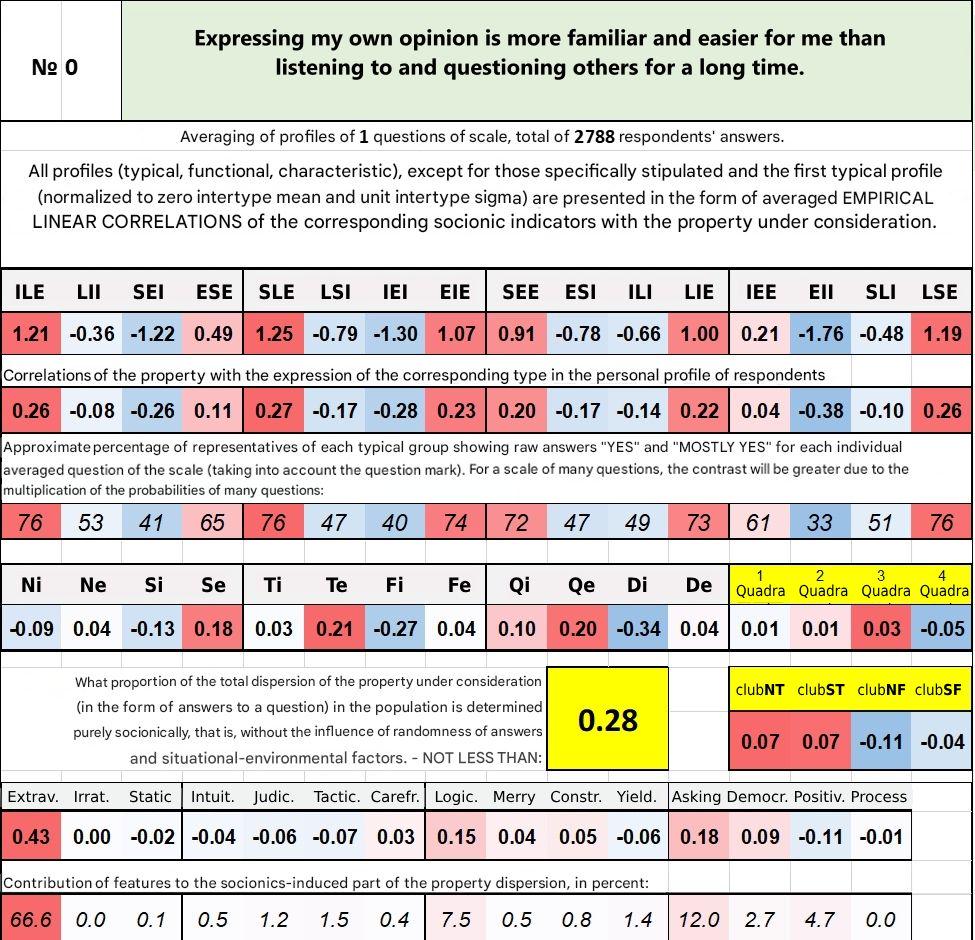 № 0
Expressing my own opinion is more familiar and easier for me than
listening to and questioning others for a long time.
Averaging of profiles of 1 questions of scale, total of 2788 respondents' answers.
All profiles (typical, functional, characteristic), except for those specifically stipulated and the first typical profile
(normalized to zero intertype mean and unit intertype sigma) are presented in the form of averaged EMPIRICAL
LINEAR CORRELATIONS of the corresponding socionic indicators with the property under consideration.
ILE LII SEI ESE SLE LSI IEI EIE SEE ESI ILI LIE IEE EII SLI LSE
1.21 -0.36 -1.22 0.49 1.25 -0.79 -1.30 1.07 0.91 -0.78 -0.66 1.00 0.21 -1.76 -0.48 1.19
Correlations of the property with the expression of the corresponding type in the personal profile of respondents
0.26 -0.08 -0.26 0.11 0.27 -0.17 -0.28 0.23 0.20 -0.17 -0.14 0.22 0.04 -0.38 -0.10 0.26
Approximate percentage of representatives of each typical group showing raw answers "YES" and "MOSTLY YES" for each individual
averaged question of the scale (taking into account the question mark). For a scale of many questions, the contrast will be greater due to the
multiplication of the probabilities of many questions:
76 53 41 65 76 47 40 74 72 47 49 73 61 33 51 76
Ni Ne Si Se Ti Te Fi Fe Qi Qe Di De 1 Quadra 2 Quadra 3 Quadra 4 Quadra
-0.09 0.04 -0.13 0.18 0.03 0.21 -0.27 0.04 0.10 0.20 -0.34 0.04 0.01 0.01 0.03 -0.05
What proportion of the total dispersion of the property under consideration
(in the form of answers to a question) in the population is determined
purely socionically, that is, without the influence of randomness of answers
and situational-environmental factors. - NOT LESS THAN:
0.28
clubNT clubST clubNF clubSF
0.07 0.07 -0.11 -0.04
Extrav. Irrat. Static Intuit. Judic. Tactic. Carefr. Logic. Merry Constr. Yield. Asking Democr. Positiv. Process
0.43 0.00 -0.02 -0.04 -0.06 -0.07 0.03 0.15 0.04 0.05 -0.06 0.18 0.09 -0.11 -0.01
Contribution of features to the socionics-induced part of the property dispersion, in percent:
66.6 0.0 0.1 0.5 1.2 1.5 0.4 7.5 0.5 0.8 1.4 12.0 2.7 4.7 0.0